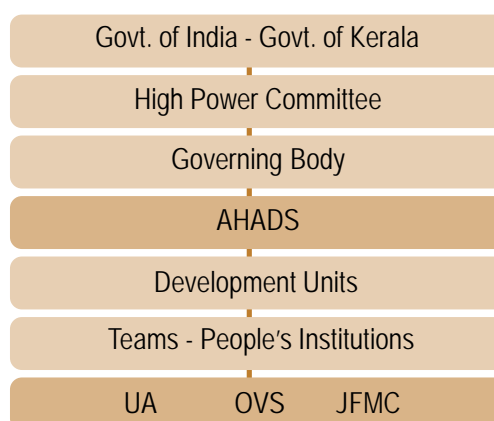 Govt. of India - Govt. of Kerala
High Power Committee
Governing Body
AHADS
Development Units
Teams - People's Institutions
UA OVS JFMC